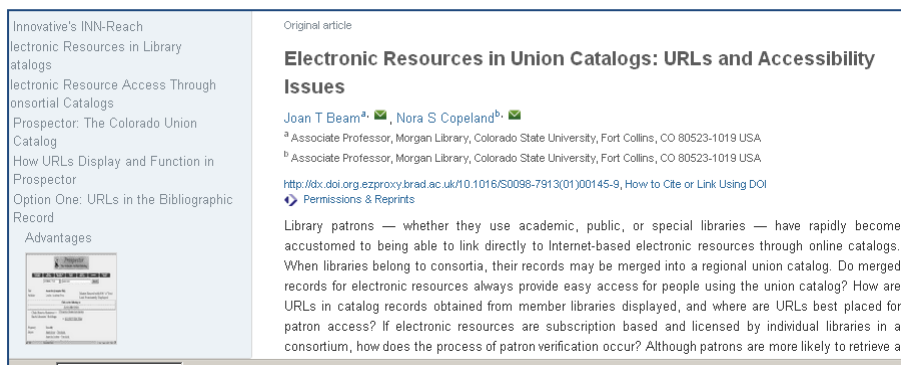 Innovative's INN-Reach
lectronic Resources in Library
atalogs
lectronic Resource Access Through
onsortial Catalogs
Prospector: The Colorado Union
Catalog
How URLs Display and Function in
Prospector
Option One: URLs in the Bibliographic
Record
Advantages
Original article
Electronic Resources in Union Catalogs: URLs and Accessibility
Issues
Joan T Beam a, , Nora S Copeland b,
a Associate Professor, Morgan Library, Colorado State University, Fort Collins, CO 80523-1019 USA
b Associate Professor, Morgan Library, Colorado State University, Fort Collins, CO 80523-1019 USA
http://dx.doi.org.ezproxy.brad.ac.uk/10.1016/S0098-7913(01)00145-9, How to Cite or Link Using DOI
Permissions & Reprints
Library patrons — whether they use academic, public, or special libraries — have rapidly become
accustomed to being able to link directly to Internet-based electronic resources through online catalogs.
When libraries belong to consortia, their records may be merged into a regional union catalog. Do merged
records for electronic resources always provide easy access for people using the union catalog? How are
URLs in catalog records obtained from member libraries displayed, and where are URLs best placed for
patron access? If electronic resources are subscription based and licensed by individual libraries in a
consortium, how does the process of patron verification occur? Although patrons are more likely to retrieve a